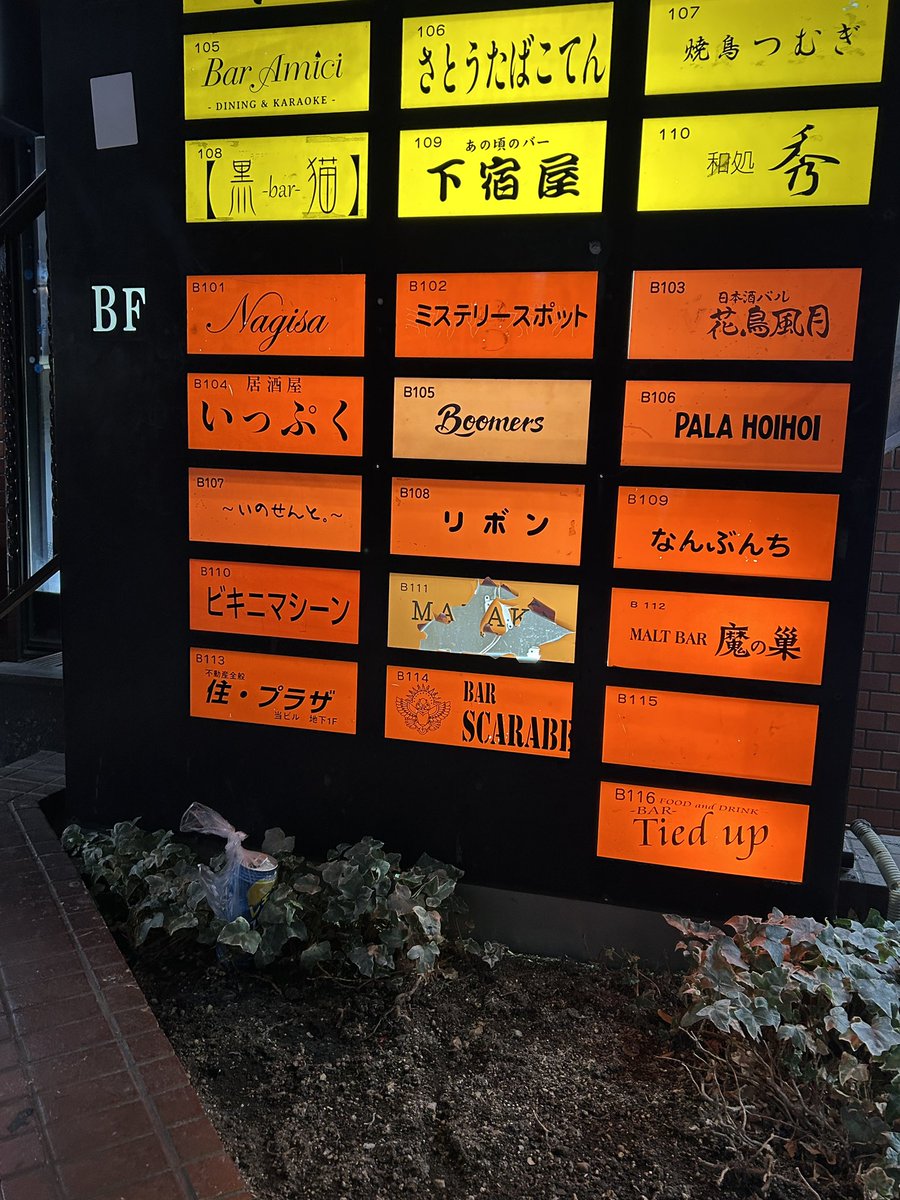 105
Bar Amici
- DINING & KARAOKE -
106
さとうたばこてん
107
焼鳥つむぎ
108
【黒 -bar- 猫】
109
あの頃のバー
下宿屋
110
和処 秀
BF
B101
Nagisa
B102
ミステリースポット
B103
日本酒バル
花鳥風月
B104
居酒屋
いっぷく
B105
Boomers
B106
PALA HOIHOI
B107
～いのせんと。～
B108
リボン
B109
なんぶんち
B110
ビキニマシーン
B111
B 112
MALT BAR 魔の巣
B113
不動産全般
住・プラザ
当ビル 地下1F
B114
BAR
SCARABE
B115
B116
FOOD and DRINK
-BAR-
Tied up